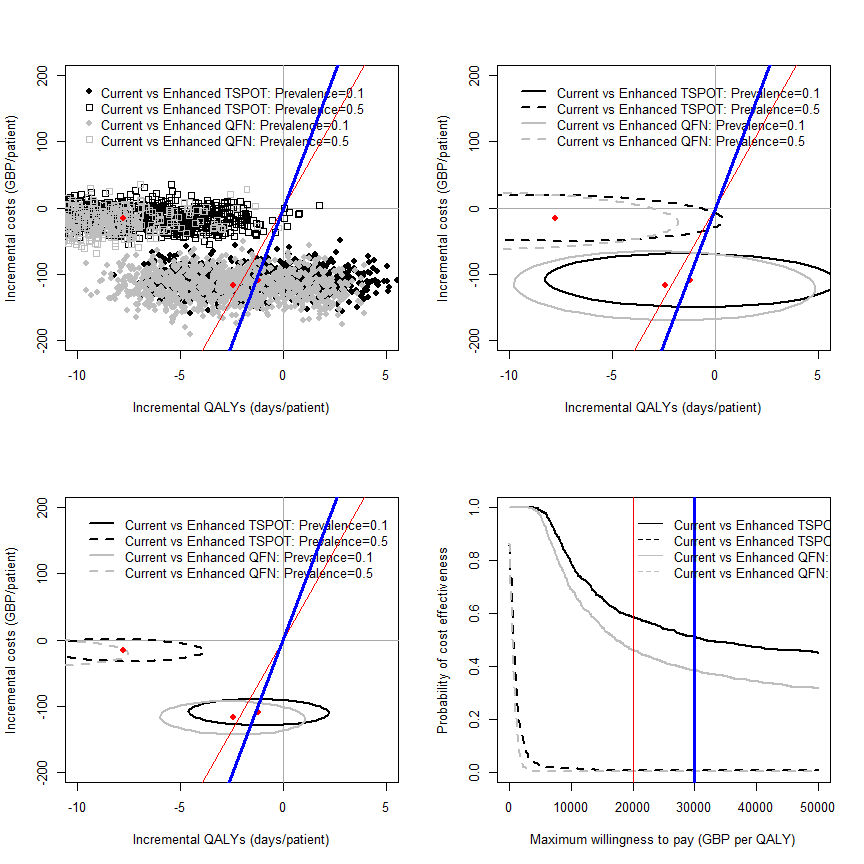 Current vs Enhanced TSPOT: Prevalence=0.1
Current vs Enhanced TSPOT: Prevalence=0.5
Current vs Enhanced QFN: Prevalence=0.1
Current vs Enhanced QFN: Prevalence=0.5
200
100
0
-100
-200
Incremental costs (GBP/patient)
-10
-5
0
5
Incremental QALYs (days/patient)
Current vs Enhanced TSPOT: Prevalence=0.1
Current vs Enhanced TSPOT: Prevalence=0.5
Current vs Enhanced QFN: Prevalence=0.1
Current vs Enhanced QFN: Prevalence=0.5
200
100
0
-100
-200
Incremental costs (GBP/patient)
-10
-5
0
5
Incremental QALYs (days/patient)
Current vs Enhanced TSPOT: Prevalence=0.1
Current vs Enhanced TSPOT: Prevalence=0.5
Current vs Enhanced QFN: Prevalence=0.1
Current vs Enhanced QFN: Prevalence=0.5
200
100
0
-100
-200
Incremental costs (GBP/patient)
-10
-5
0
5
Incremental QALYs (days/patient)
Current vs Enhanced TSPO
Current vs Enhanced TSPO
Current vs Enhanced QFN:
Current vs Enhanced QFN:
1.0
0.8
0.6
0.4
0.2
0.0
Probability of cost effectiveness
0
10000
20000
30000
40000
50000
Maximum willingness to pay (GBP per QALY)